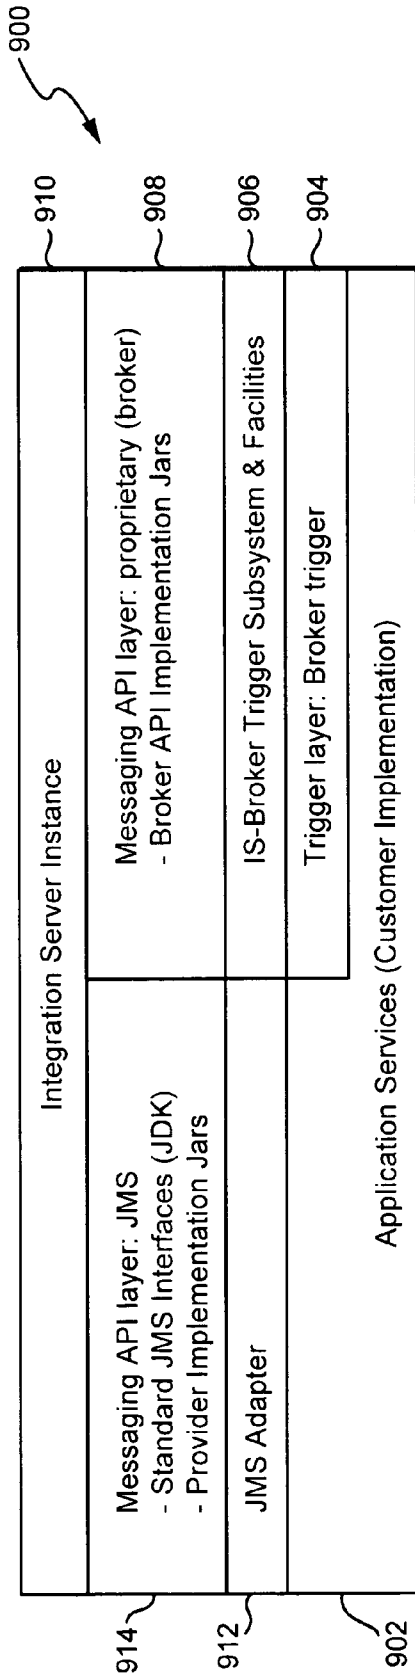 900
Integration Server Instance
910
Messaging API layer: JMS
- Standard JMS Interfaces (JDK)
- Provider Implementation Jars
914
Messaging API layer: proprietary (broker)
- Broker API Implementation Jars
908
JMS Adapter
912
IS-Broker Trigger Subsystem & Facilities
906
Trigger layer: Broker trigger
904
Application Services (Customer Implementation)
902